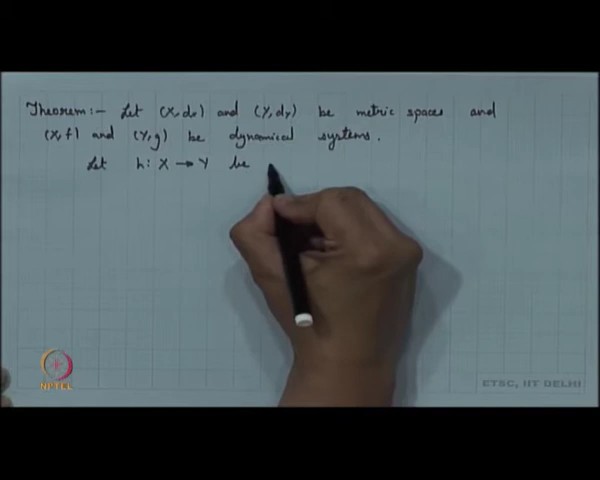 Theorem:- Let (X,dx) and (Y,dy) be metric spaces and
(X,f) and (Y,g) be dynamical systems.
Let h: X → Y be
NPTEL
ETSC, IIT DELHI